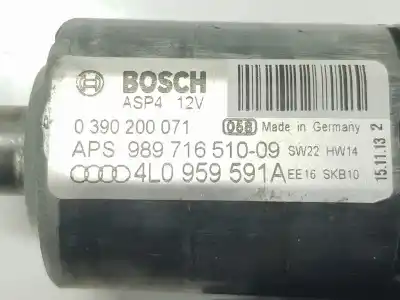 BOSCH
ASP4 12V
0 390 200 071 Made in Germany
APS 989 716 510-09 SW22 HW14
4L0 959 591A EE16 SKB10
15.11.13 2